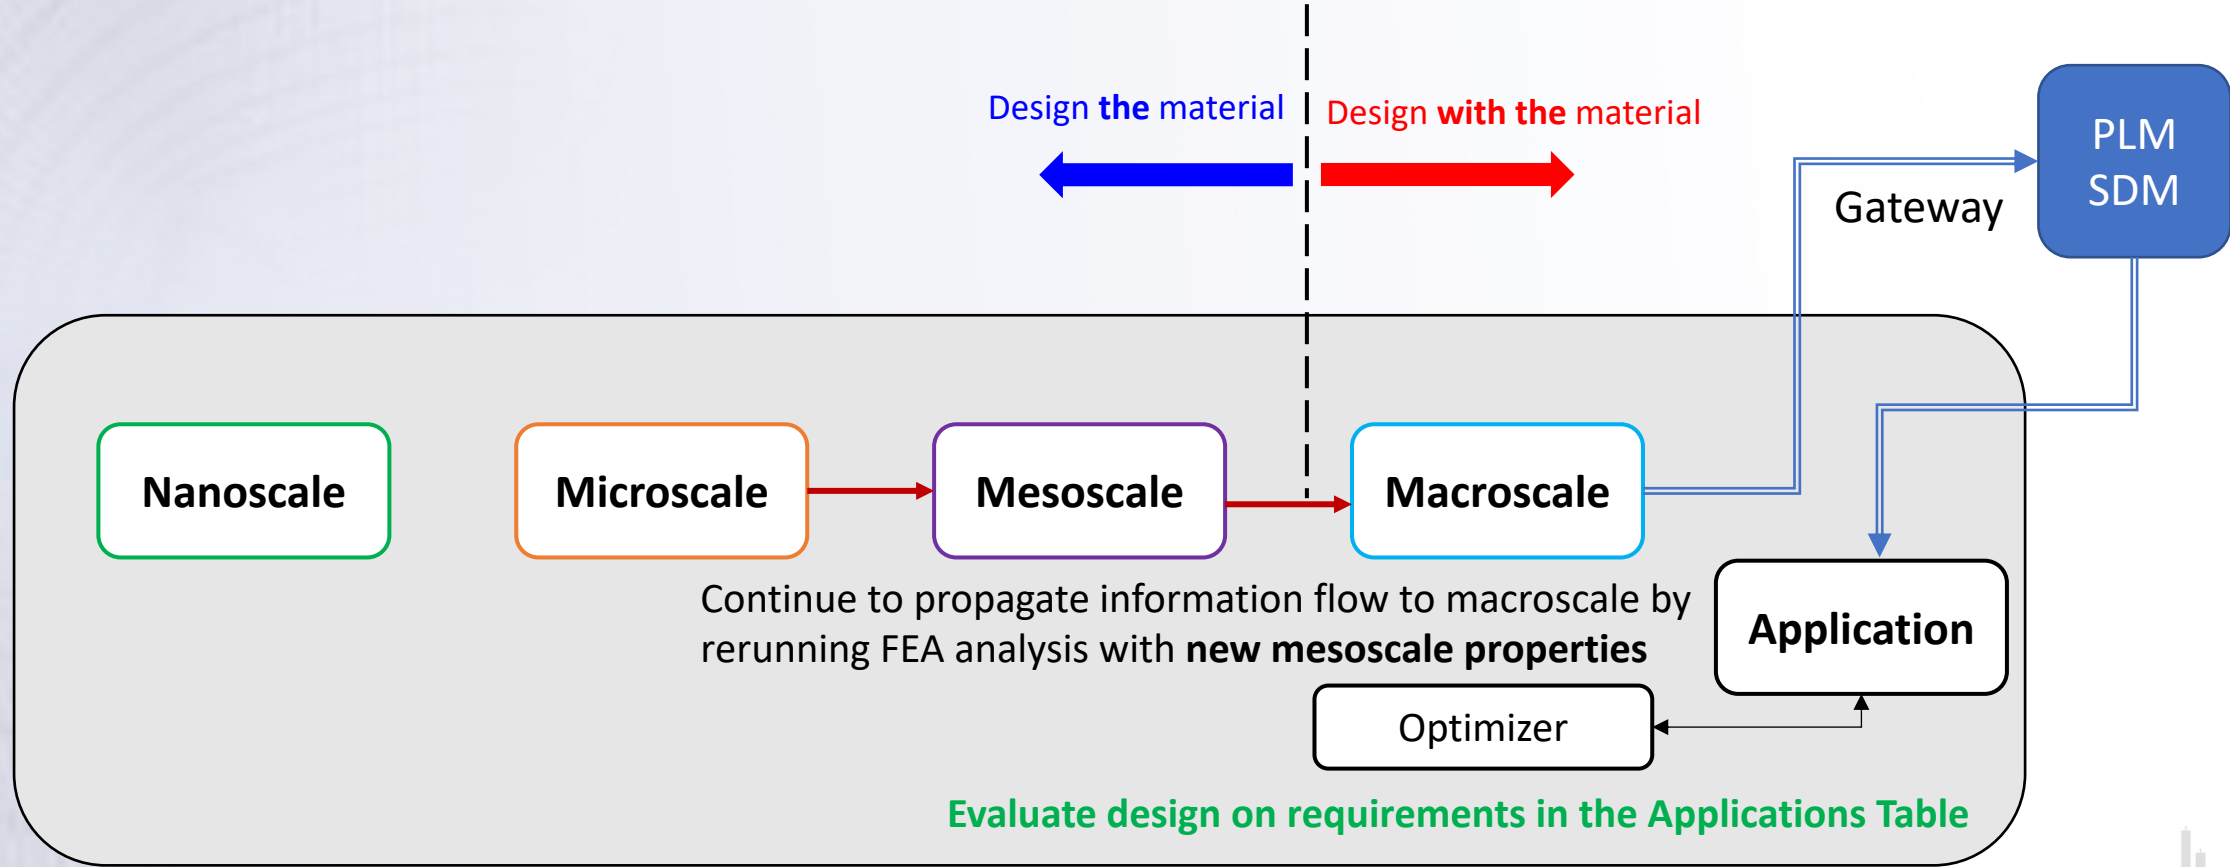 Design the material
Design with the material
PLM
SDM
Gateway
Nanoscale
Microscale
Mesoscale
Macroscale
Continue to propagate information flow to macroscale by
rerunning FEA analysis with new mesoscale properties
Application
Optimizer
Evaluate design on requirements in the Applications Table